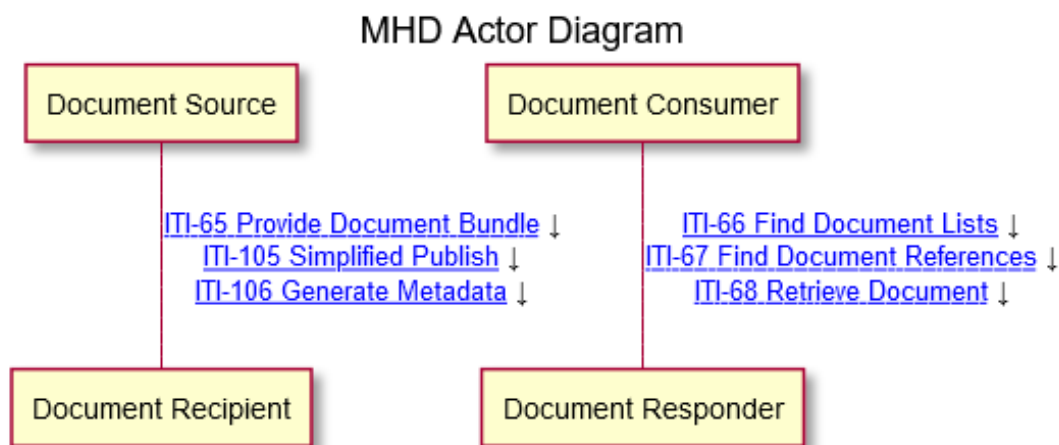 MHD Actor Diagram
Document Source
Document Consumer
ITI-65 Provide Document Bundle ↓
ITI-105 Simplified Publish ↓
ITI-106 Generate Metadata ↓
ITI-66 Find Document Lists ↓
ITI-67 Find Document References ↓
ITI-68 Retrieve Document ↓
Document Recipient
Document Responder